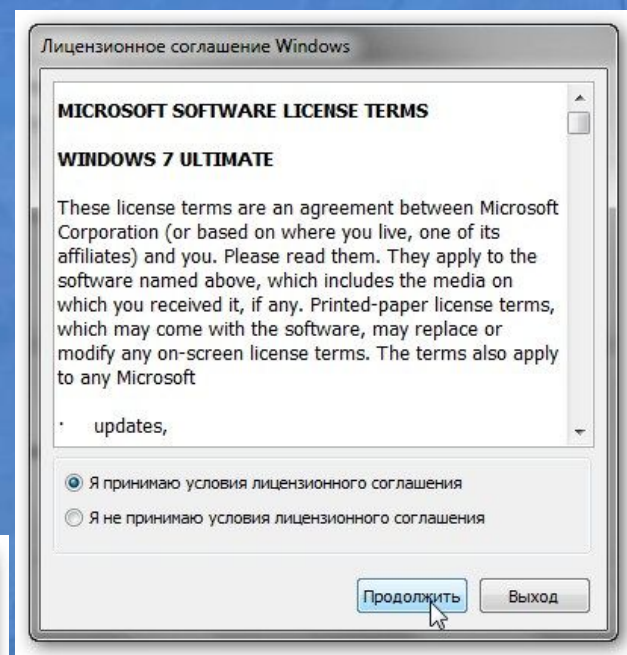 Лицензионное соглашение Windows
MICROSOFT SOFTWARE LICENSE TERMS
WINDOWS 7 ULTIMATE
These license terms are an agreement between Microsoft
Corporation (or based on where you live, one of its
affiliates) and you. Please read them. They apply to the
software named above, which includes the media on
which you received it, if any. Printed-paper license terms,
which may come with the software, may replace or
modify any on-screen license terms. The terms also apply
to any Microsoft
· updates,
Я принимаю условия лицензионного соглашения
Я не принимаю условия лицензионного соглашения
Продолжить Выход